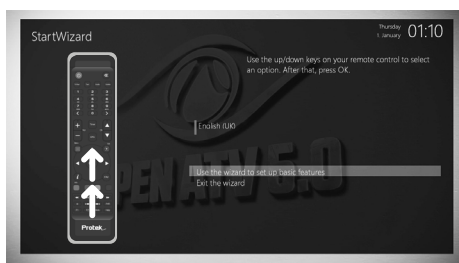 StartWizard
Thursday
1. January
01:10
Use the up/down keys on your remote control to select
an option. After that, press OK.
English (UK)
Use the wizard to set up basic features
Exit the wizard
OPEN ATV 5.0
Protek